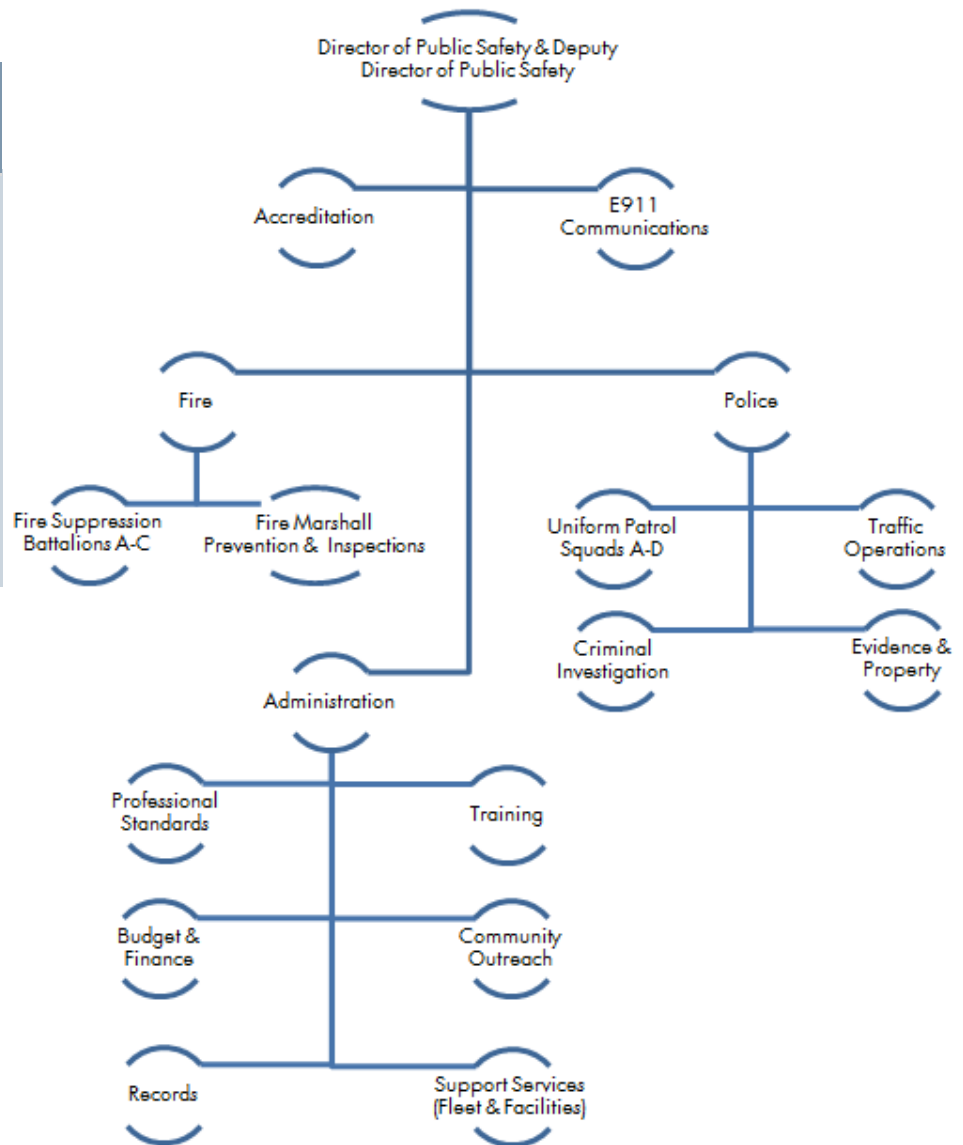 Director of Public Safety & Deputy
Director of Public Safety
Accreditation
E911
Communications
Fire
Police
Fire Suppression
Battalions A-C
Fire Marshall
Prevention & Inspections
Uniform Patrol
Squads A-D
Traffic
Operations
Criminal
Investigation
Evidence &
Property
Administration
Professional
Standards
Training
Budget &
Finance
Community
Outreach
Records
Support Services
(Fleet & Facilities)